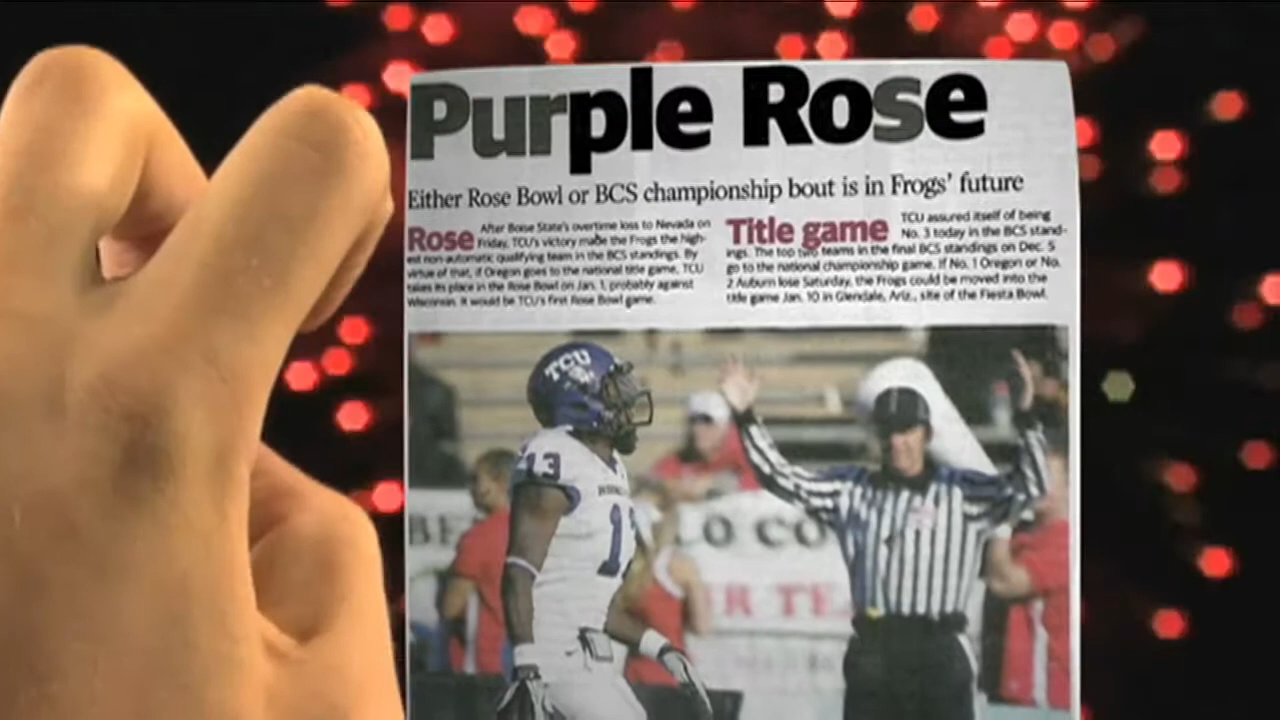 Purple Rose
Either Rose Bowl or BCS championship bout is in Frogs' future
Rose
After Boise State's overtime loss to Nevada on
Friday, TCU's victory made the Frogs the high-
est non-automatic qualifying team in the BCS standings. By
virtue of that, if Oregon goes to the national title game, TCU
takes its place in the Rose Bowl on Jan. 1, probably against
Wisconsin. It would be TCU's first Rose Bowl game.
Title game
TCU assured itself of being
No. 3 today in the BCS stand-
ings. The top two teams in the final BCS standings on Dec. 5
go to the national championship game. If No. 1 Oregon or No.
2 Auburn lose Saturday, the Frogs could be moved into the
title game Jan. 10 in Glendale, Ariz., site of the Fiesta Bowl.
TCU
13
LO CO
R TE